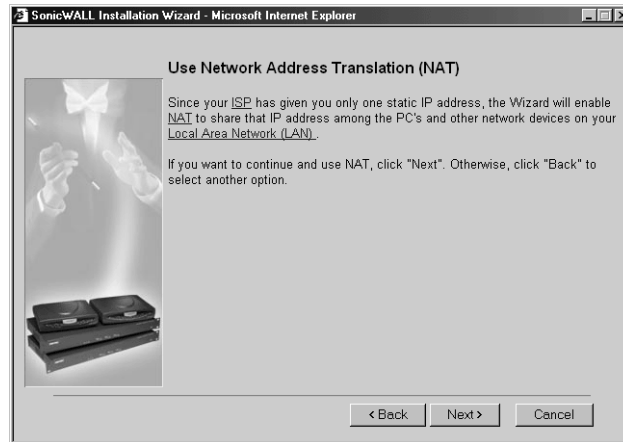 SonicWALL Installation Wizard - Microsoft Internet Explorer
Use Network Address Translation (NAT)
Since your ISP has given you only one static IP address, the Wizard will enable
NAT to share that IP address among the PC's and other network devices on your
Local Area Network (LAN) .
If you want to continue and use NAT, click "Next". Otherwise, click "Back" to
select another option.
< Back
Next >
Cancel